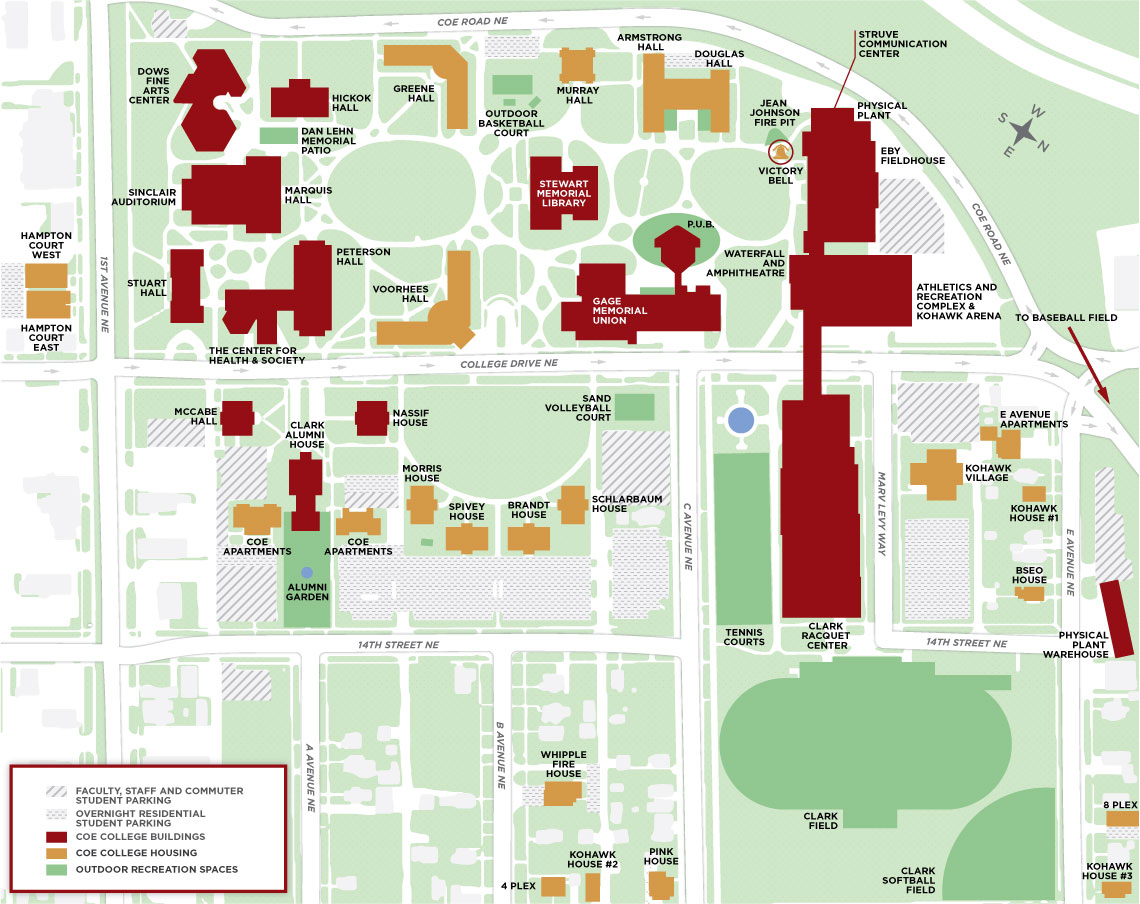 COE ROAD NE
STRUVE
COMMUNICATION
CENTER
ARMSTRONG
HALL
DOUGLAS
HALL
DOWS
FINE
ARTS
CENTER
HICKOK
HALL
GREENE
HALL
MURRAY
HALL
OUTDOOR
BASKETBALL
COURT
JEAN
JOHNSON
FIRE PIT
PHYSICAL
PLANT
W
S
N
E
DAN LEHN
MEMORIAL
PATIO
EBY
FIELDHOUSE
VICTORY
BELL
SINCLAIR
AUDITORIUM
MARQUIS
HALL
STEWART
MEMORIAL
LIBRARY
P.U.B.
COE ROAD NE
HAMPTON
COURT
WEST
1ST AVENUE NE
STUART
HALL
PETERSON
HALL
VOORHEES
HALL
WATERFALL
AND
AMPHITHEATRE
GAGE
MEMORIAL
UNION
ATHLETICS AND
RECREATION
COMPLEX &
KOHAWK ARENA
TO BASEBALL FIELD
HAMPTON
COURT
EAST
THE CENTER FOR
HEALTH & SOCIETY
COLLEGE DRIVE NE
MCCABE
HALL
NASSIF
HOUSE
CLARK
ALUMNI
HOUSE
SAND
VOLLEYBALL
COURT
E AVENUE
APARTMENTS
MORRIS
HOUSE
SPIVEY
HOUSE
BRANDT
HOUSE
SCHLARBAUM
HOUSE
KOHAWK
VILLAGE
KOHAWK
HOUSE #1
COE
APARTMENTS
COE
APARTMENTS
C AVENUE NE
MARY LEVY WAY
E AVENUE NE
BSEO
HOUSE
ALUMNI
GARDEN
TENNIS
COURTS
CLARK
RACQUET
CENTER
14TH STREET NE
14TH STREET NE
PHYSICAL
PLANT
WAREHOUSE
A AVENUE NE
B AVENUE NE
WHIPPLE
FIRE
HOUSE
CLARK
FIELD
8 PLEX
4 PLEX
KOHAWK
HOUSE #2
PINK
HOUSE
CLARK
SOFTBALL
FIELD
KOHAWK
HOUSE #3
FACULTY, STAFF AND COMMUTER
STUDENT PARKING
OVERNIGHT RESIDENTIAL
STUDENT PARKING
COE COLLEGE BUILDINGS
COE COLLEGE HOUSING
OUTDOOR RECREATION SPACES